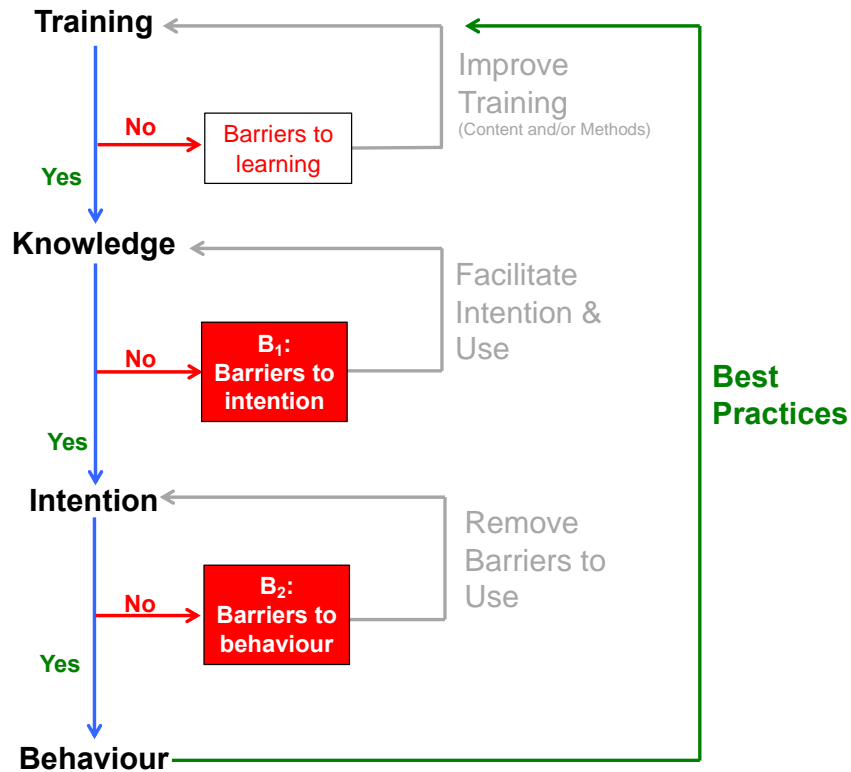 Training
Improve
Training
(Content and/or Methods)
No
Barriers to
learning
Yes
Knowledge
Facilitate
Intention &
Use
No
B₁:
Barriers to
intention
Best
Practices
Yes
Intention
Remove
Barriers to
Use
No
B₂:
Barriers to
behaviour
Yes
Behaviour